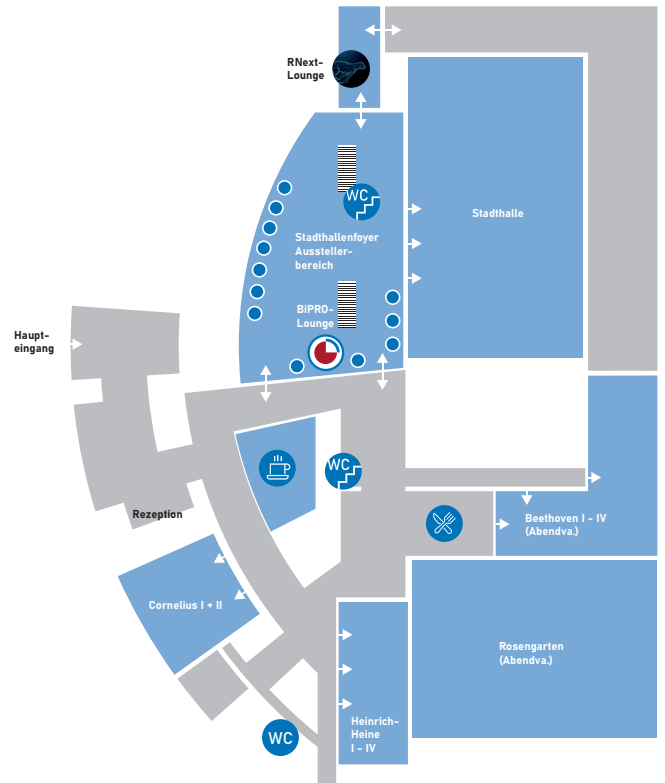 RNext-
Lounge
WC
Stadthalle
Stadthallenfoyer
Aussteller-
bereich
BiPRO-
Lounge
Haupt-
eingang
WC
Rezeption
Beethoven I - IV
(Abendva.)
Cornelius I + II
Rosengarten
(Abendva.)
Heinrich-
Heine
I - IV
WC